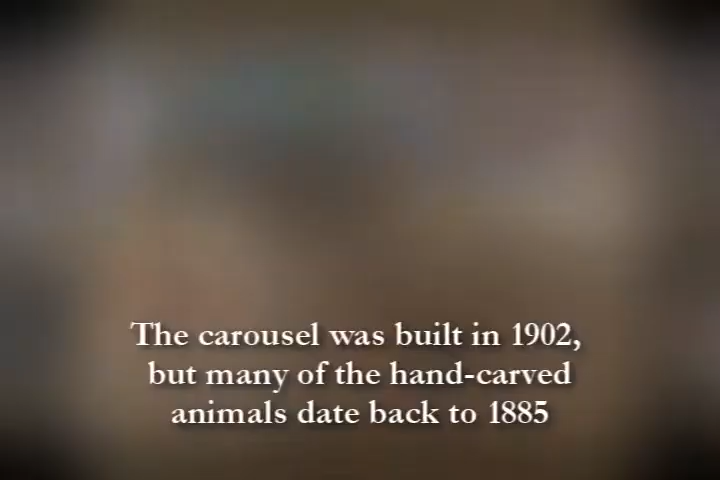 The carousel was built in 1902,
but many of the hand-carved
animals date back to 1885